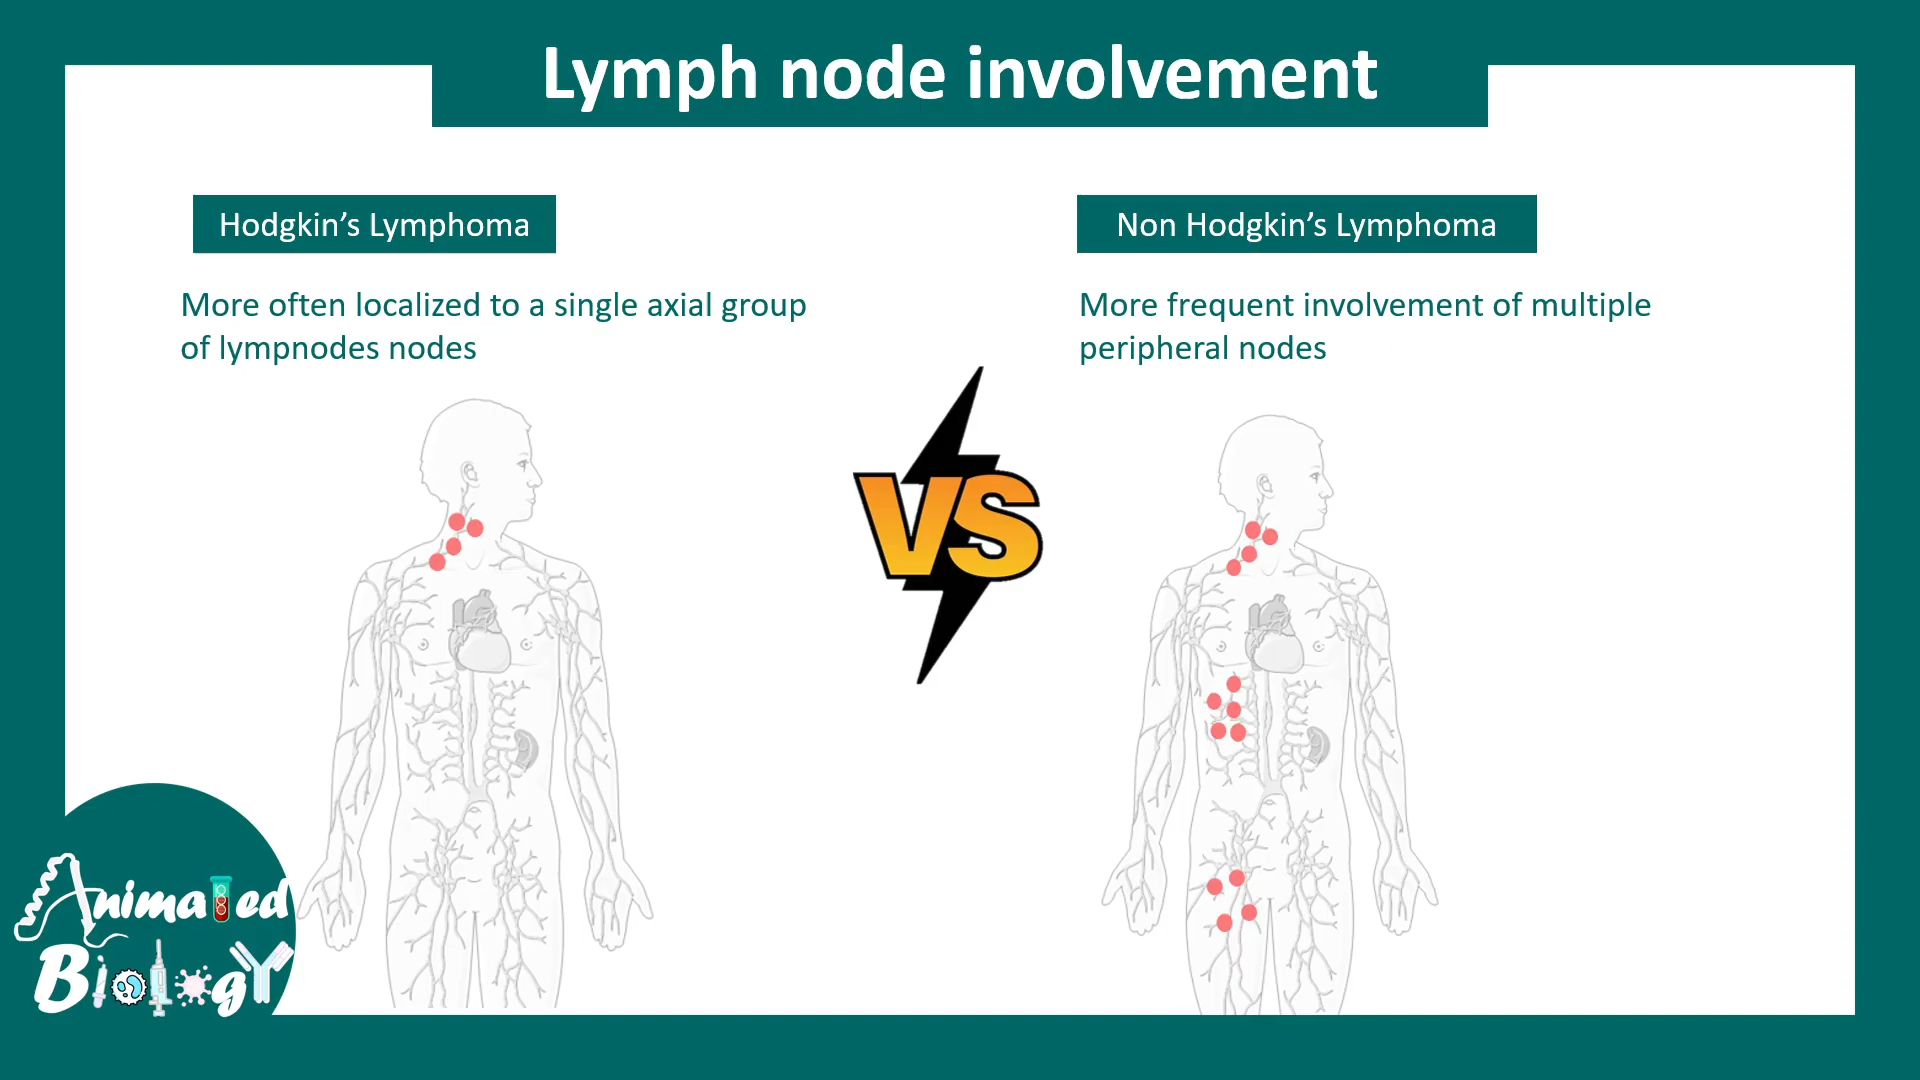 Lymph node involvement
Hodgkin’s Lymphoma
More often localized to a single axial group
of lympnodes nodes
VS
Non Hodgkin’s Lymphoma
More frequent involvement of multiple
peripheral nodes
Animated
Biology